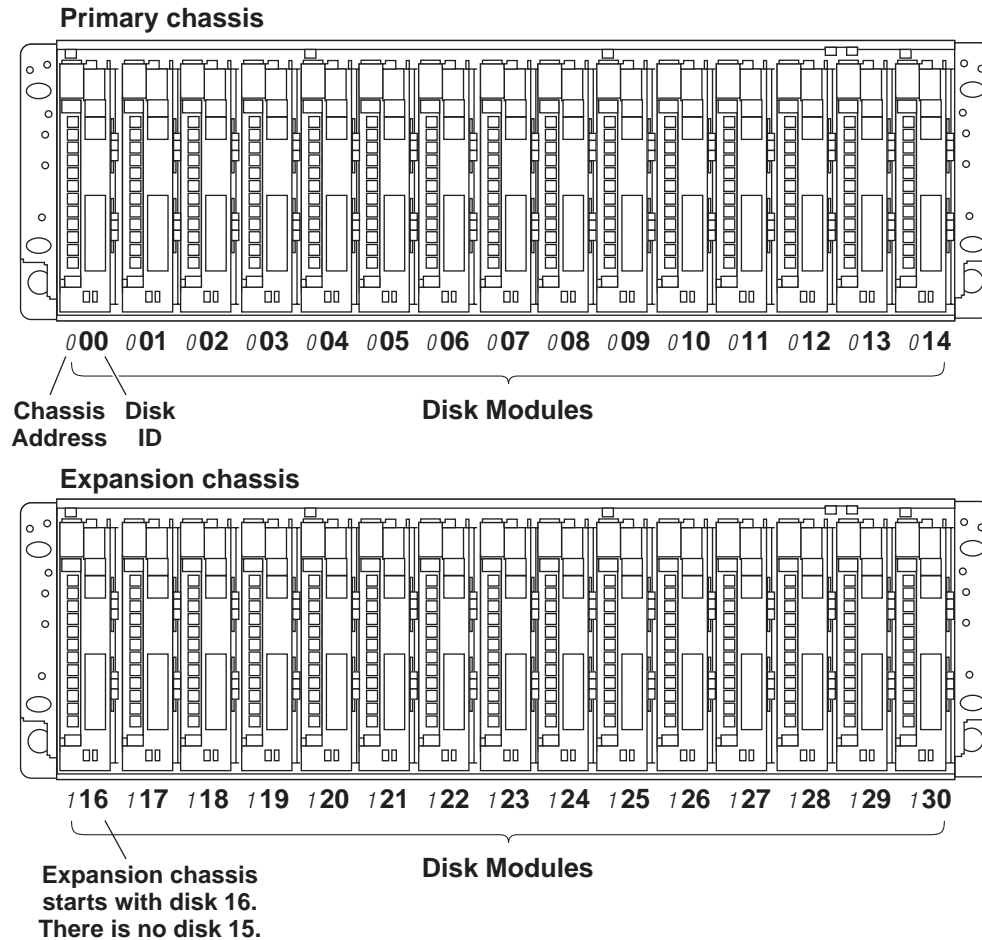 Primary chassis
000 001 002 003 004 005 006 007 008 009 010 011 012 013 014
Chassis Address
Disk ID
Disk Modules
Expansion chassis
116 117 118 119 120 121 122 123 124 125 126 127 128 129 130
Disk Modules
Expansion chassis
starts with disk 16.
There is no disk 15.